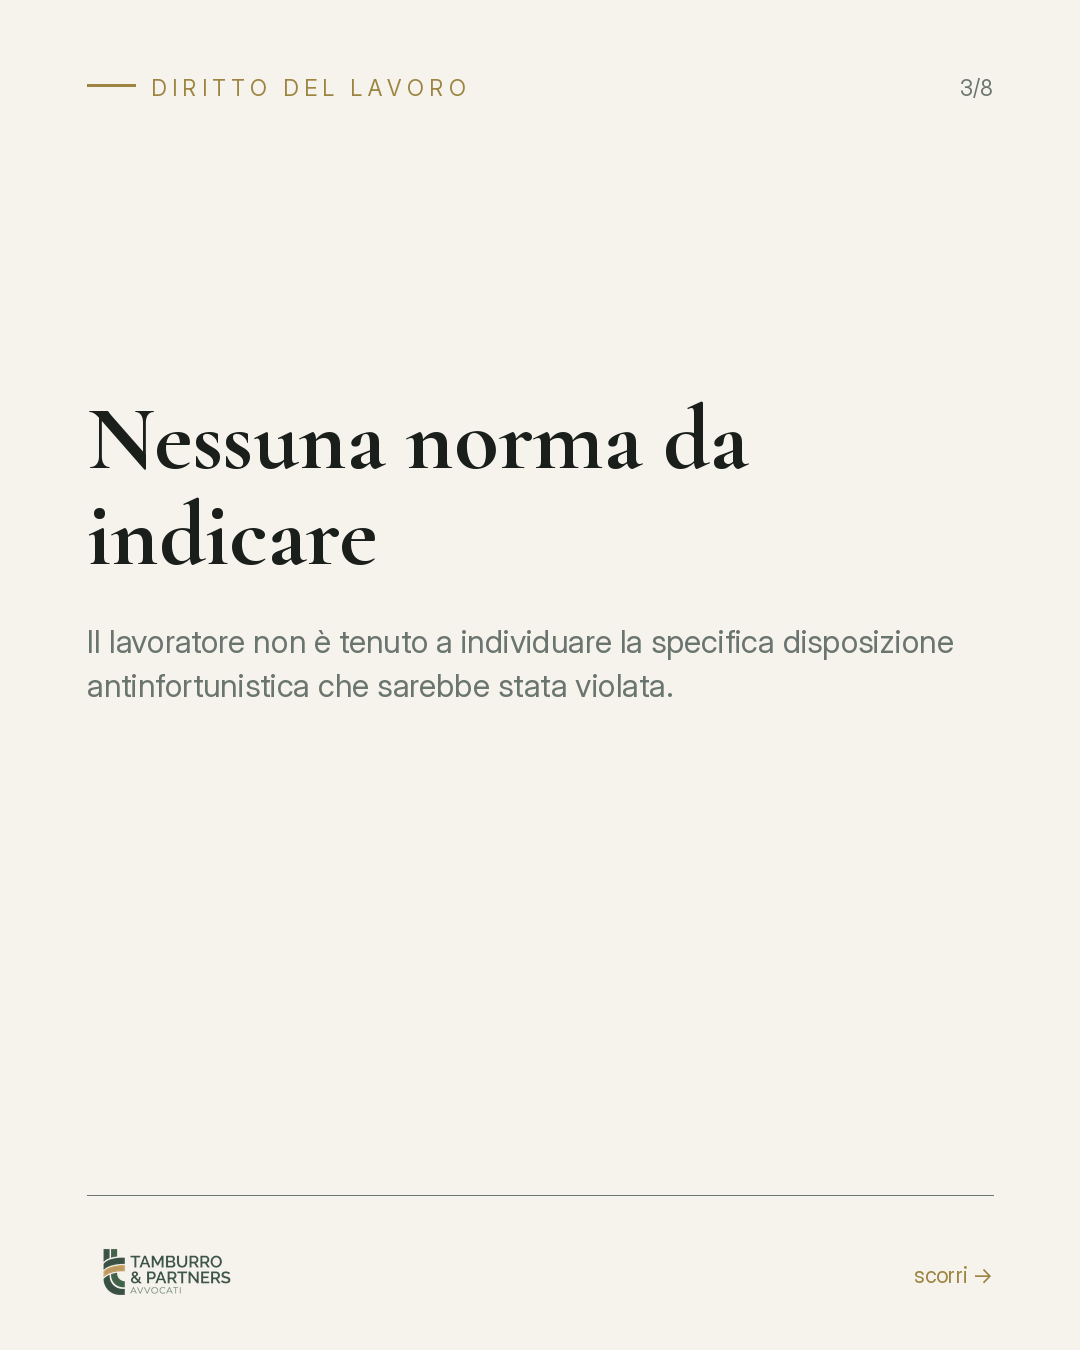 DIRITTO DEL LAVORO
3/8
Nessuna norma da
indicare
Il lavoratore non è tenuto a individuare la specifica disposizione
antinfortunistica che sarebbe stata violata.
TAMBURRO
& PARTNERS
AVVOCATI
scorri →